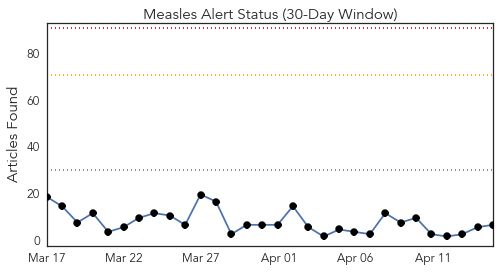 Measles Alert Status (30-Day Window)
Articles Found
80
60
40
20
0
Mar 17 Mar 22 Mar 27 Apr 01 Apr 06 Apr 11